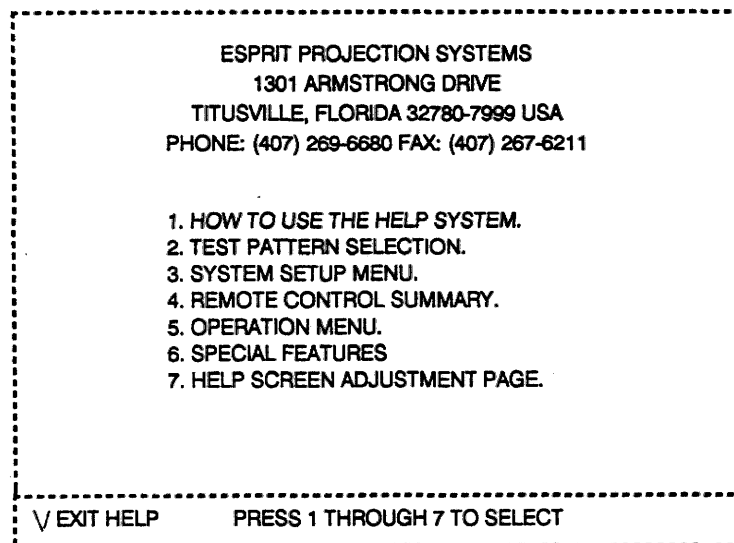 ESPRIT PROJECTION SYSTEMS
1301 ARMSTRONG DRIVE
TITUSVILLE, FLORIDA 32780-7999 USA
PHONE: (407) 269-6680 FAX: (407) 267-6211
1. HOW TO USE THE HELP SYSTEM.
2. TEST PATTERN SELECTION.
3. SYSTEM SETUP MENU.
4. REMOTE CONTROL SUMMARY.
5. OPERATION MENU.
6. SPECIAL FEATURES
7. HELP SCREEN ADJUSTMENT PAGE.
\/ EXIT HELP PRESS 1 THROUGH 7 TO SELECT